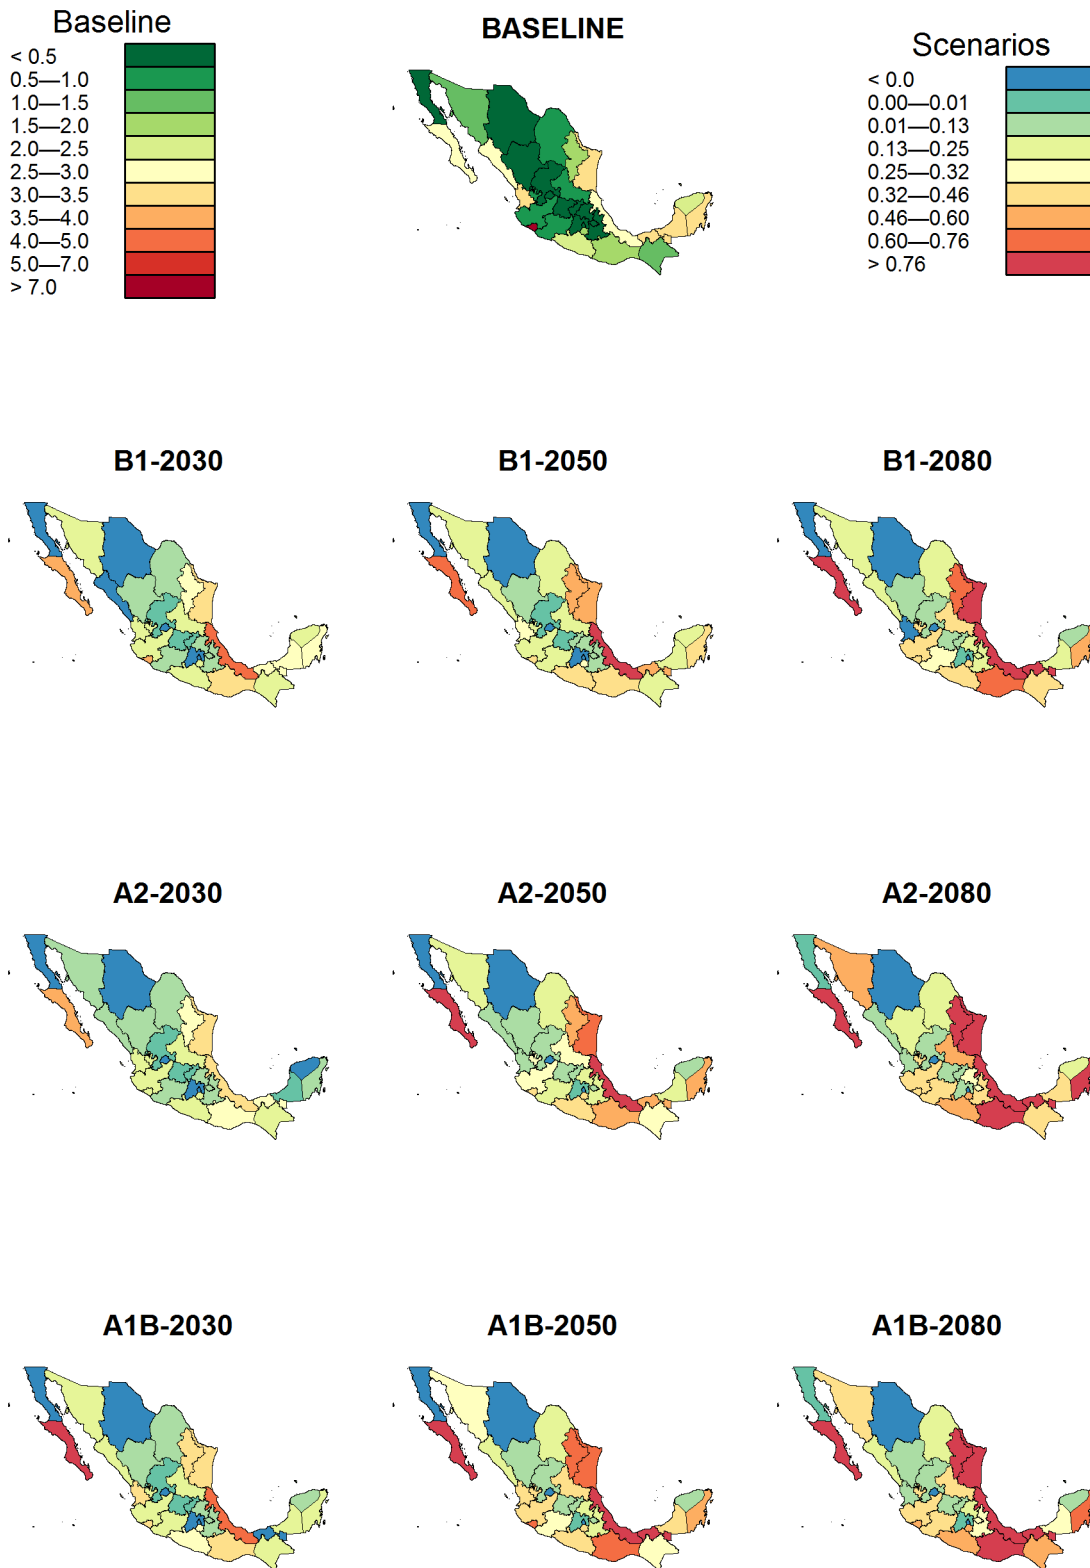 Baseline
< 0.5
0.5—1.0
1.0—1.5
1.5—2.0
2.0—2.5
2.5—3.0
3.0—3.5
3.5—4.0
4.0—5.0
5.0—7.0
> 7.0
BASELINE
Scenarios
< 0.0
0.00—0.01
0.01—0.13
0.13—0.25
0.25—0.32
0.32—0.46
0.46—0.60
0.60—0.76
> 0.76
B1-2030
B1-2050
B1-2080
A2-2030
A2-2050
A2-2080
A1B-2030
A1B-2050
A1B-2080